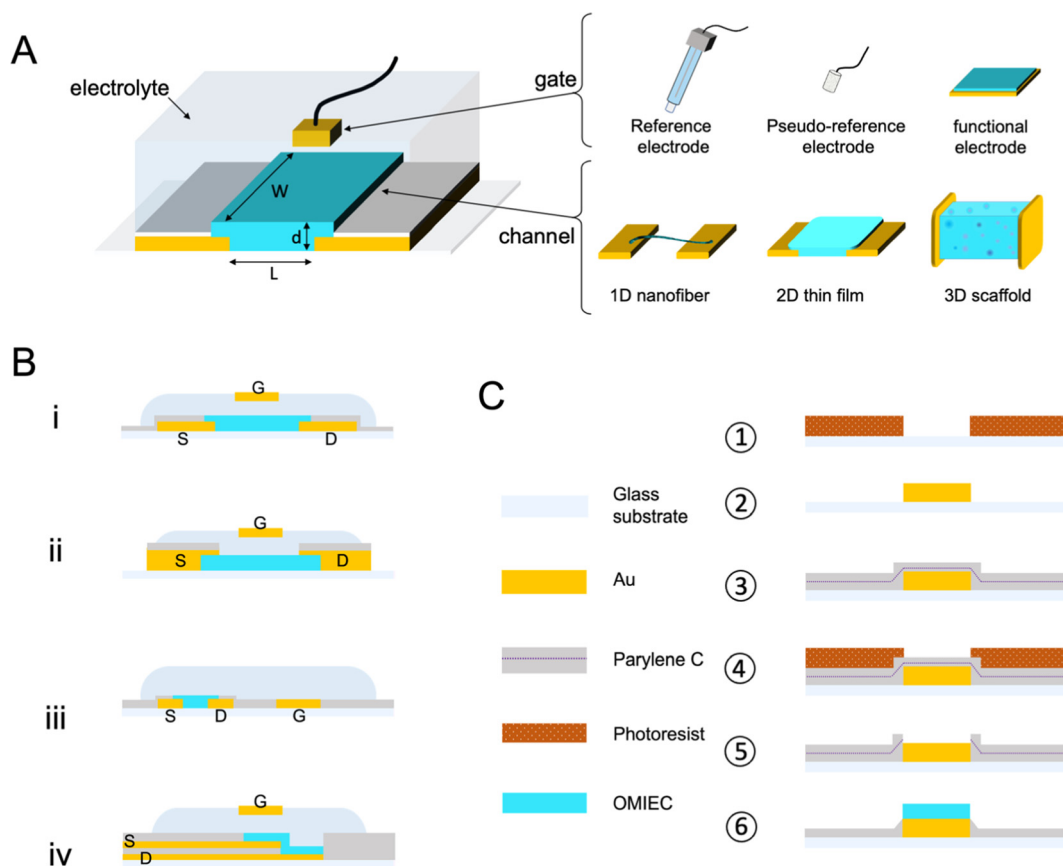 A
electrolyte
gate
W
d
L
channel
Reference
electrode
Pseudo-reference
electrode
functional
electrode
1D nanofiber
2D thin film
3D scaffold
B
i
G
S
D
ii
G
S
D
iii
S
D
G
iv
G
S
D
C
Glass
substrate
Au
Parylene C
Photoresist
OMIEC
①
②
③
④
⑤
⑥